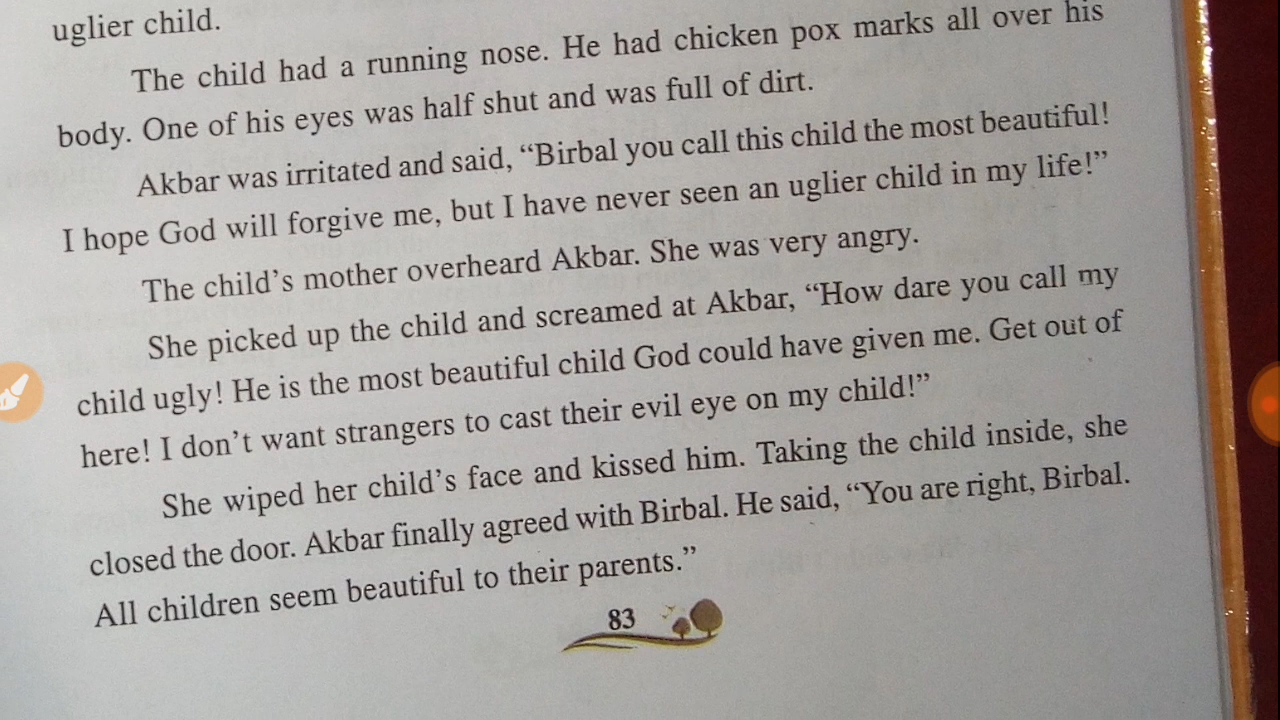 uglier child.
The child had a running nose. He had chicken pox marks all over his
body. One of his eyes was half shut and was full of dirt.
Akbar was irritated and said, “Birbal you call this child the most beautiful!
I hope God will forgive me, but I have never seen an uglier child in my life!”
The child’s mother overheard Akbar. She was very angry.
She picked up the child and screamed at Akbar, “How dare you call my
child ugly! He is the most beautiful child God could have given me. Get out of
here! I don’t want strangers to cast their evil eye on my child!”
She wiped her child’s face and kissed him. Taking the child inside, she
closed the door. Akbar finally agreed with Birbal. He said, “You are right, Birbal.
All children seem beautiful to their parents.”
83